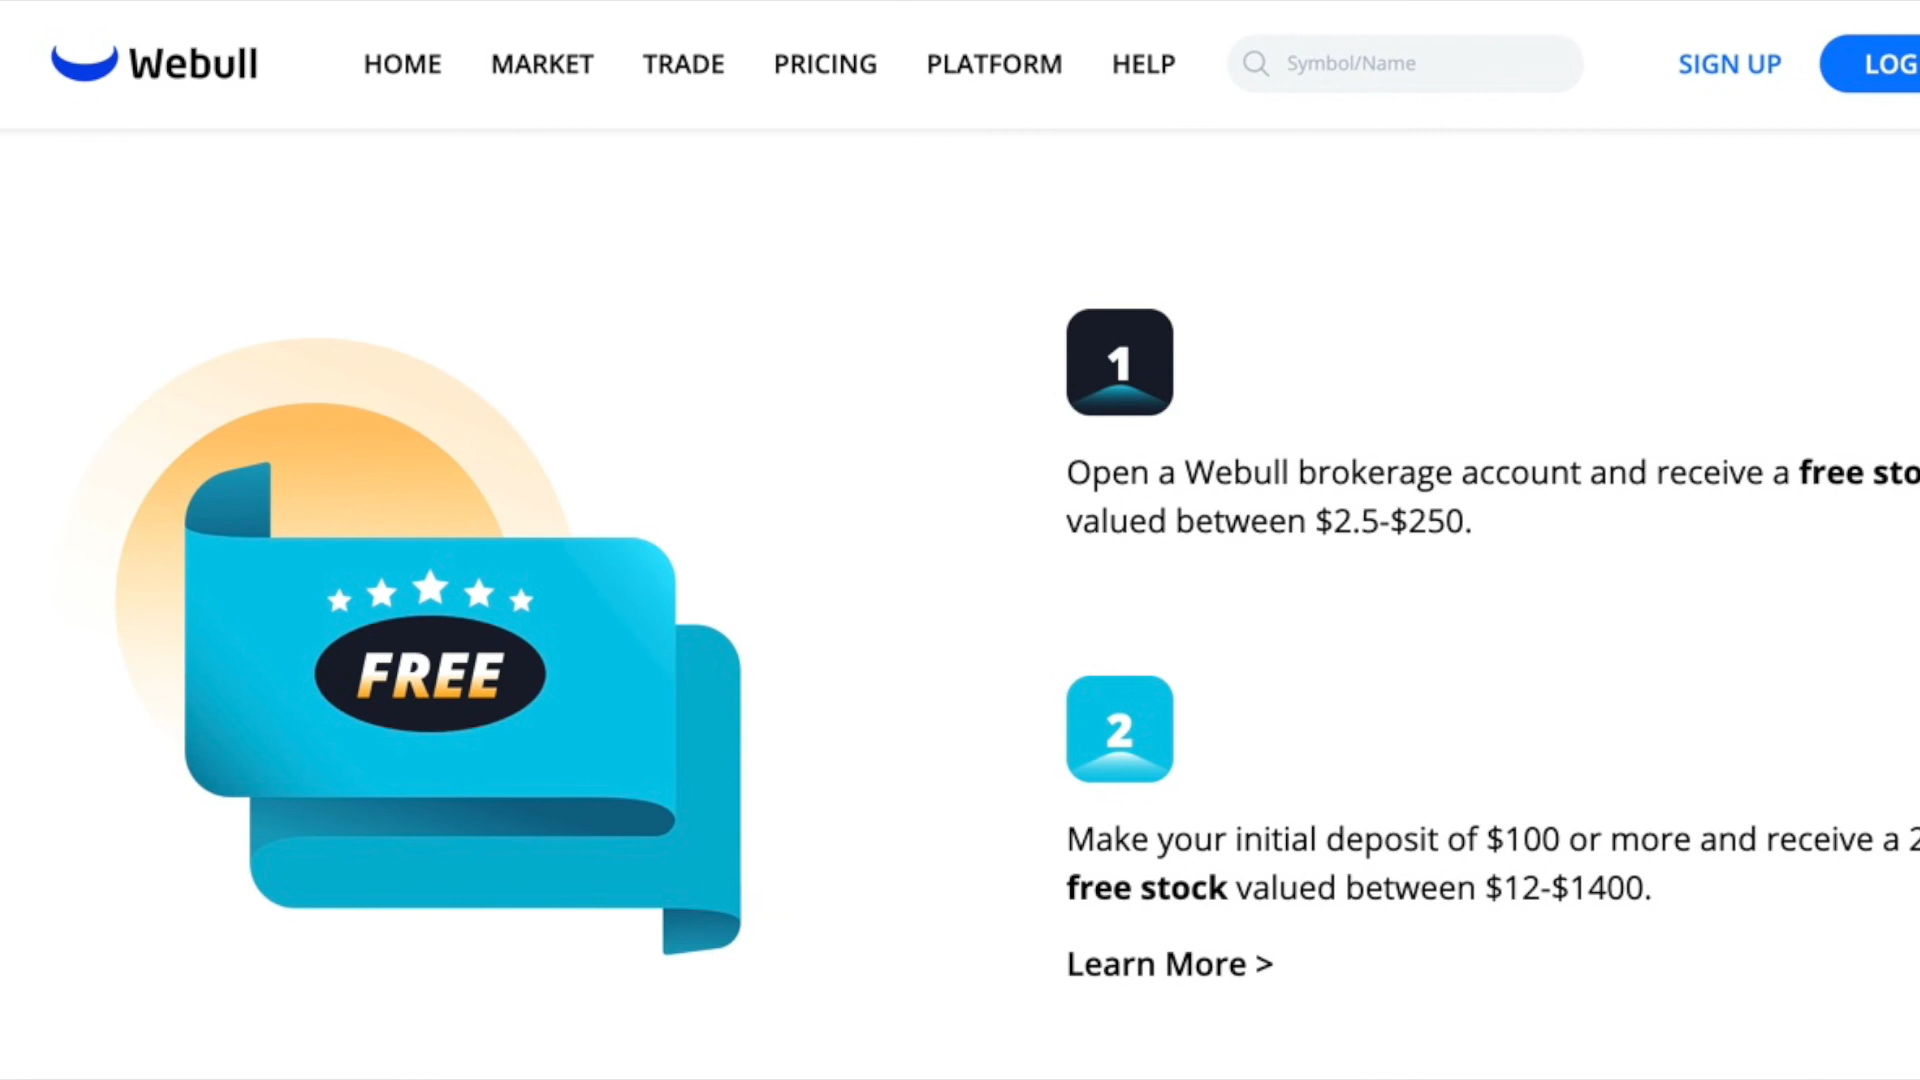 Webull HOME MARKET TRADE PRICING PLATFORM HELP Symbol/Name SIGN UP LOG
1
Open a Webull brokerage account and receive a free sto
valued between $2.5-$250.
FREE
2
Make your initial deposit of $100 or more and receive a 2
free stock valued between $12-$1400.
Learn More >